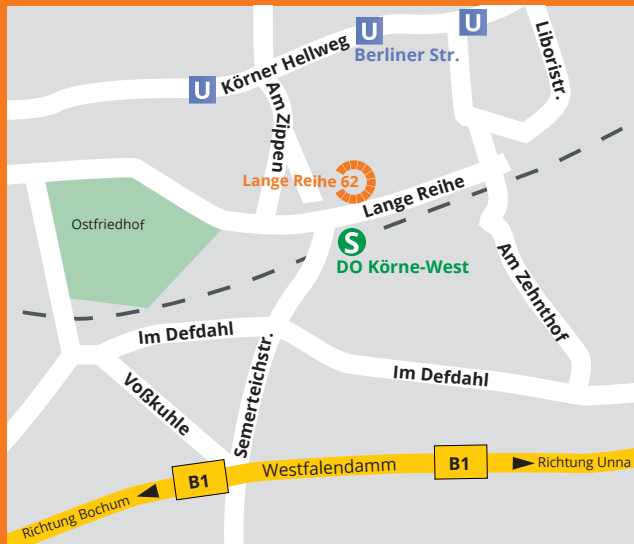 U
U
Berliner Str.
Liboristr.
U
Körner Hellweg
Am Zippen
Lange Reihe 62
Lange Reihe
Ostfriedhof
S
DO Körne-West
Am Zehnthof
Im Defdahl
Im Defdahl
Voßkuhle
Semerteichstr.
B1
Westfalendamm
B1
Richtung Unna
Richtung Bochum